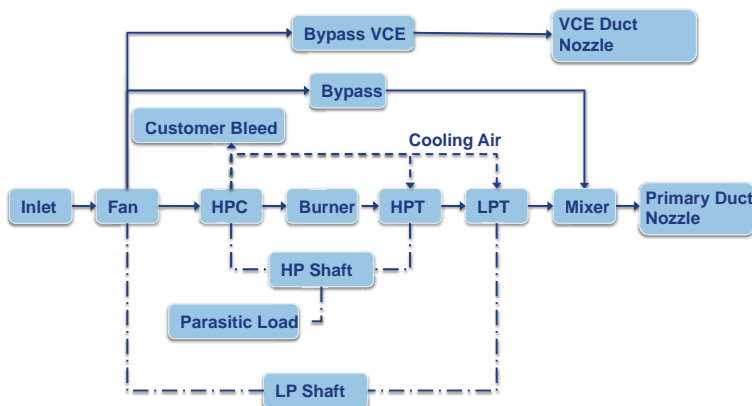 Bypass VCE
VCE Duct
Nozzle
Bypass
Customer Bleed
Cooling Air
Inlet
Fan
HPC
Burner
HPT
LPT
Mixer
Primary Duct
Nozzle
HP Shaft
Parasitic Load
LP Shaft